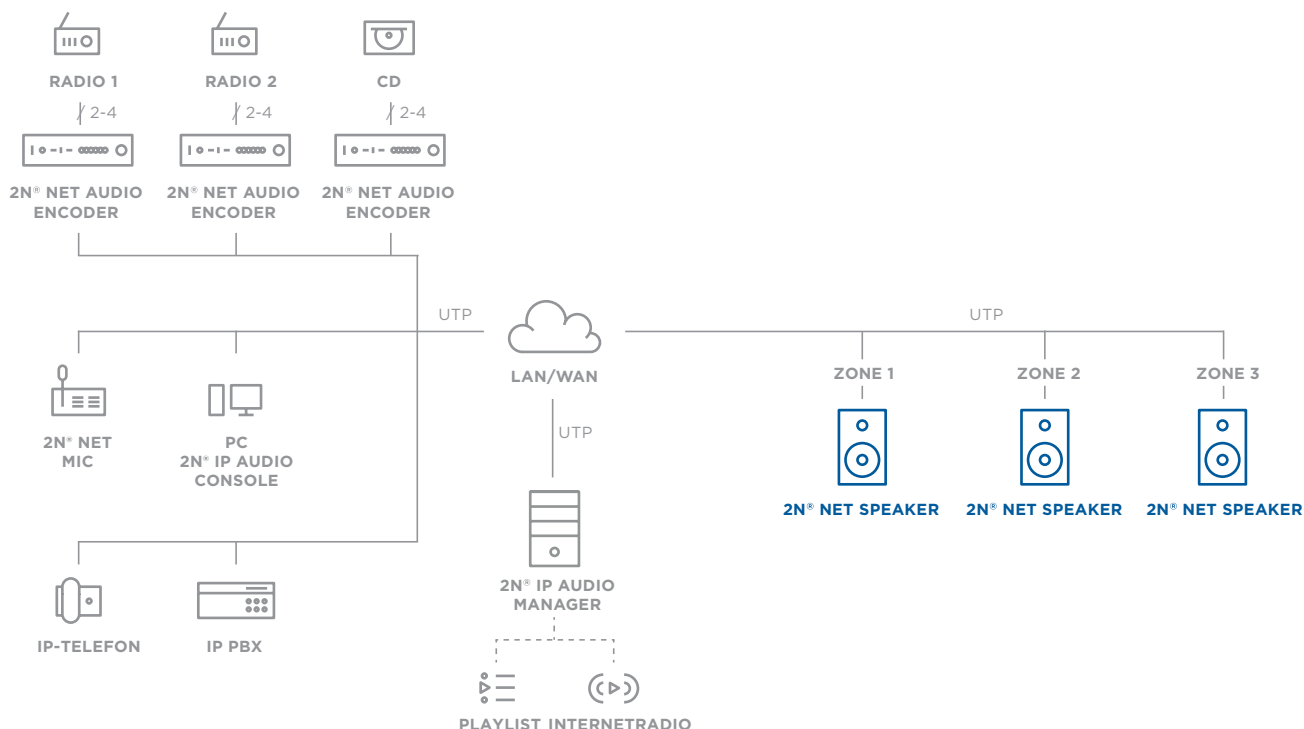 RADIO 1
RADIO 2
CD
2-4
2-4
2-4
2N® NET AUDIO
ENCODER
2N® NET AUDIO
ENCODER
2N® NET AUDIO
ENCODER
UTP
UTP
LAN/WAN
ZONE 1
ZONE 2
ZONE 3
2N® NET
MIC
PC
2N® IP AUDIO
CONSOLE
UTP
2N® NET SPEAKER
2N® NET SPEAKER
2N® NET SPEAKER
2N® IP AUDIO
MANAGER
IP-TELEFON
IP PBX
PLAYLIST
INTERNETRADIO